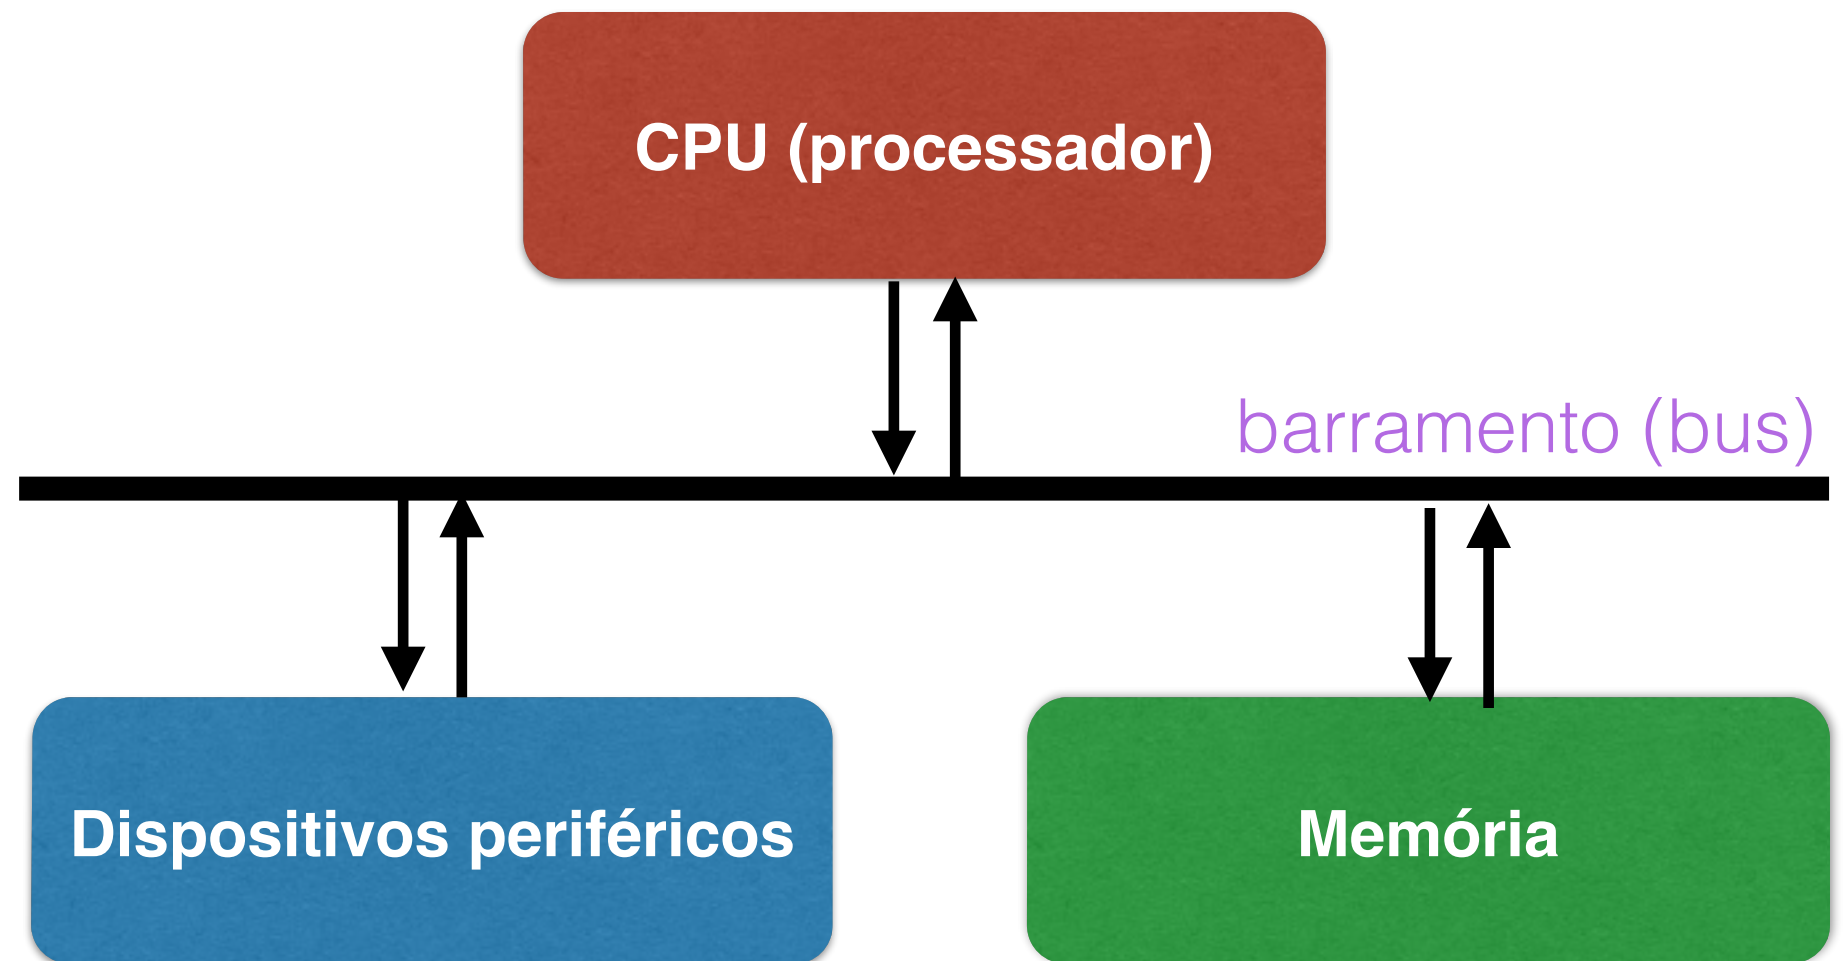 CPU (processador)
barramento (bus)
Dispositivos periféricos
Memória